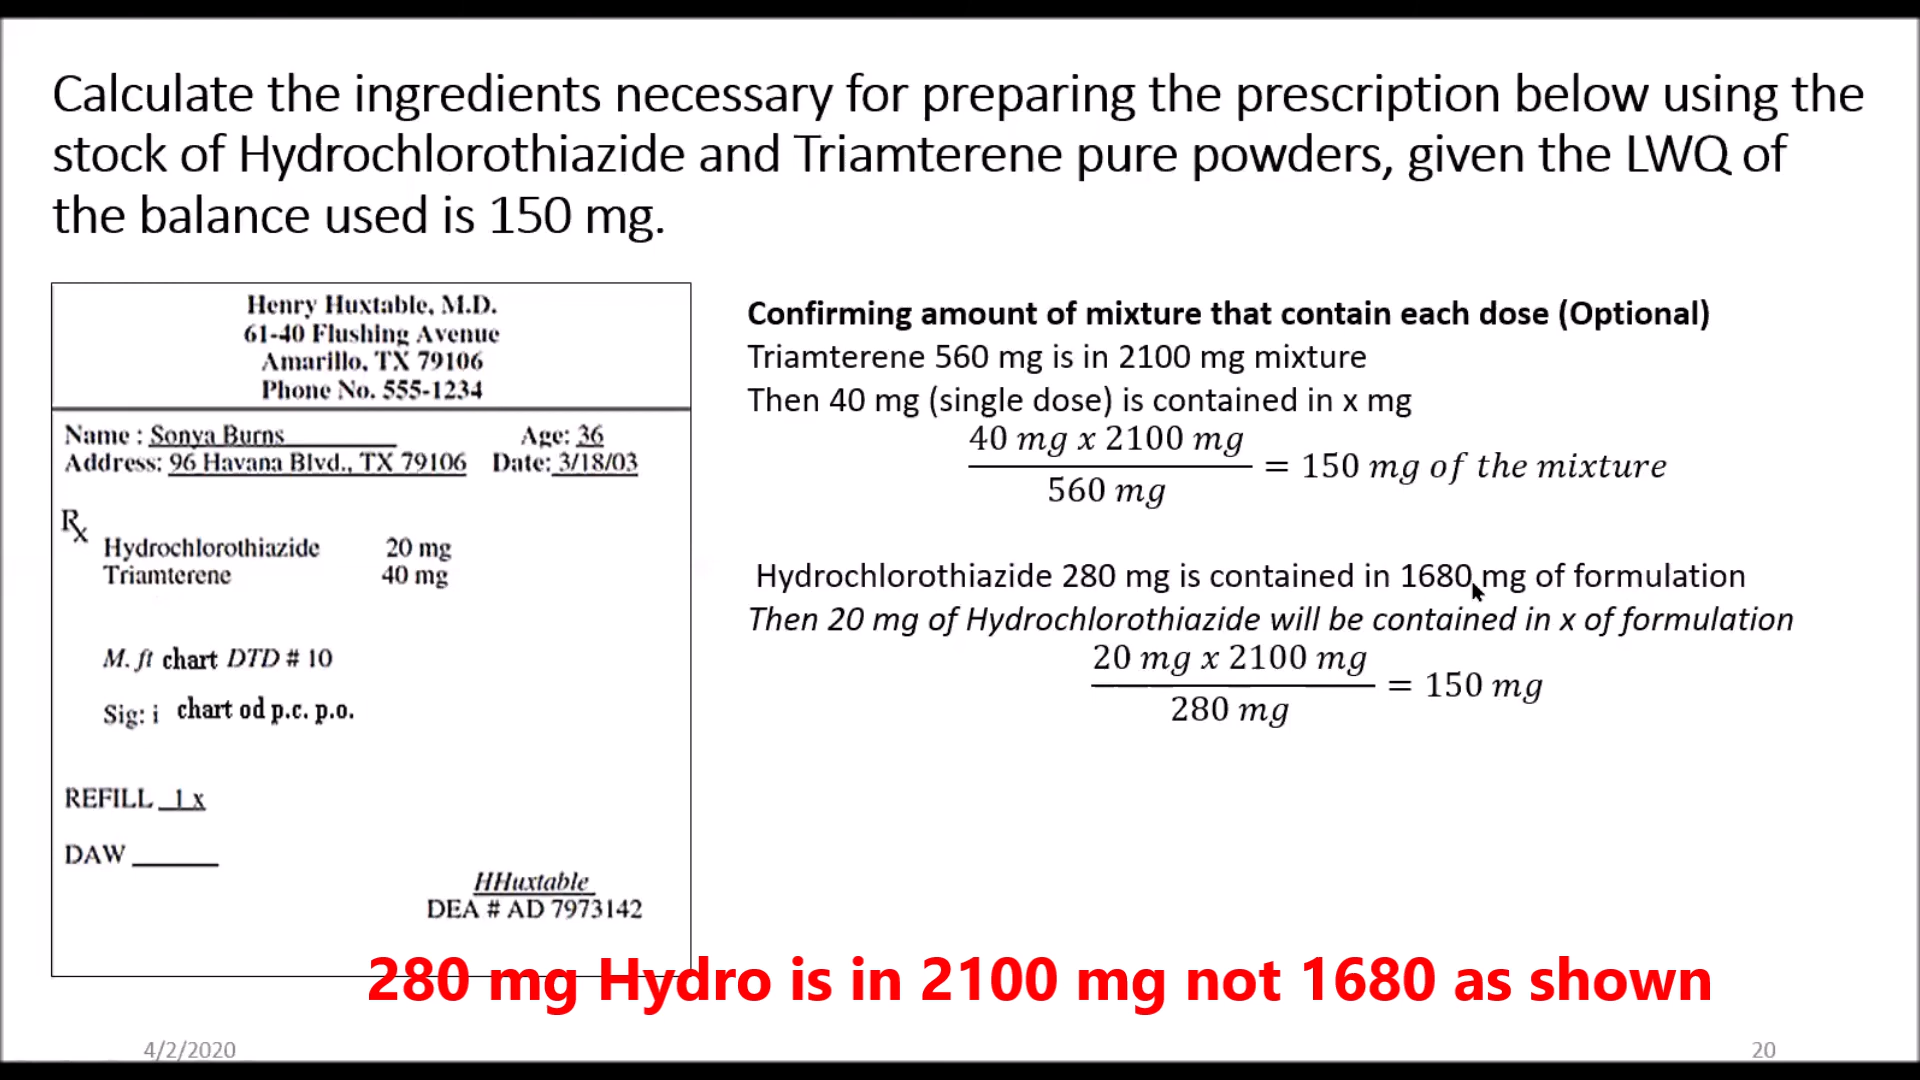 Calculate the ingredients necessary for preparing the prescription below using the
stock of Hydrochlorothiazide and Triamterene pure powders, given the LWQ of
the balance used is 150 mg.
Henry Huxtable, M.D.
61-40 Flushing Avenue
Amarillo, TX 79106
Phone No. 555-1234
Name : Sonya Burns Age: 36
Address: 96 Havana Blvd., TX 79106 Date: 3/18/03
Rx
Hydrochlorothiazide 20 mg
Triamterene 40 mg
M. ft chart DTD # 10
Sig: i chart od p.c. p.o.
REFILL 1 x
DAW ______
HHuxtable
DEA # AD 7973142
Confirming amount of mixture that contain each dose (Optional)
Triamterene 560 mg is in 2100 mg mixture
Then 40 mg (single dose) is contained in x mg
40 mg x 2100 mg
560 mg
= 150 mg of the mixture
Hydrochlorothiazide 280 mg is contained in 1680 mg of formulation
Then 20 mg of Hydrochlorothiazide will be contained in x of formulation
20 mg x 2100 mg
280 mg
= 150 mg
280 mg Hydro is in 2100 mg not 1680 as shown
4/2/2020
20